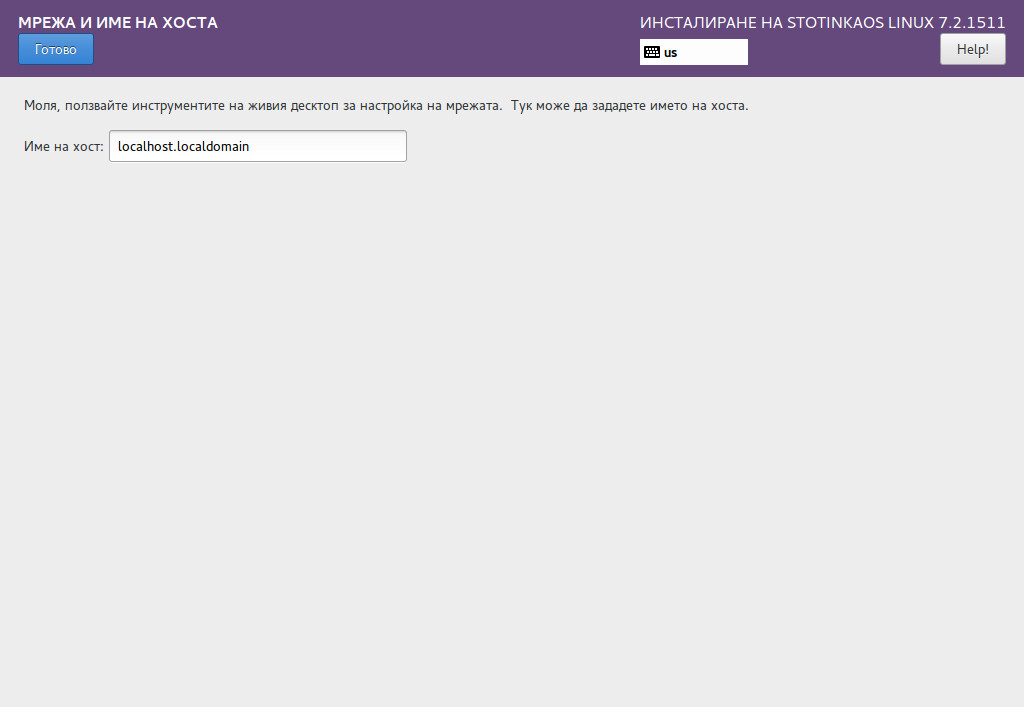 МРЕЖА И ИМЕ НА ХОСТА
ИНСТАЛИРАНЕ НА STOTINKAOS LINUX 7.2.1511
Готово
us
Help!
Моля, ползвайте инструментите на живия десктоп за настройка на мрежата.  Тук може да зададете името на хоста.
Име на хост: localhost.localdomain